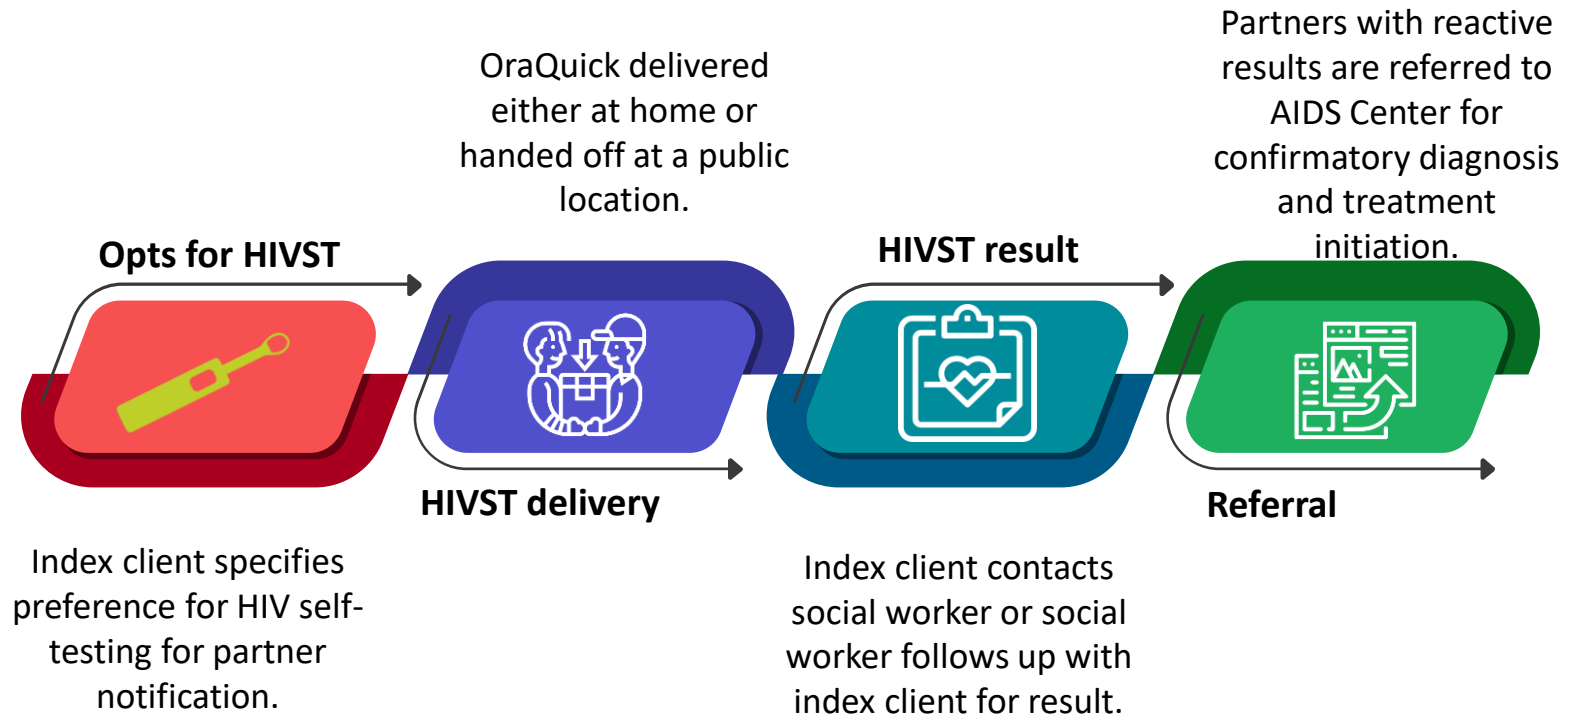 Opts for HIVST
Index client specifies
preference for HIV self-
testing for partner
notification.
OraQuick delivered
either at home or
handed off at a public
location.
HIVST delivery
HIVST result
Index client contacts
social worker or social
worker follows up with
index client for result.
Partners with reactive
results are referred to
AIDS Center for
confirmatory diagnosis
and treatment
initiation.
Referral